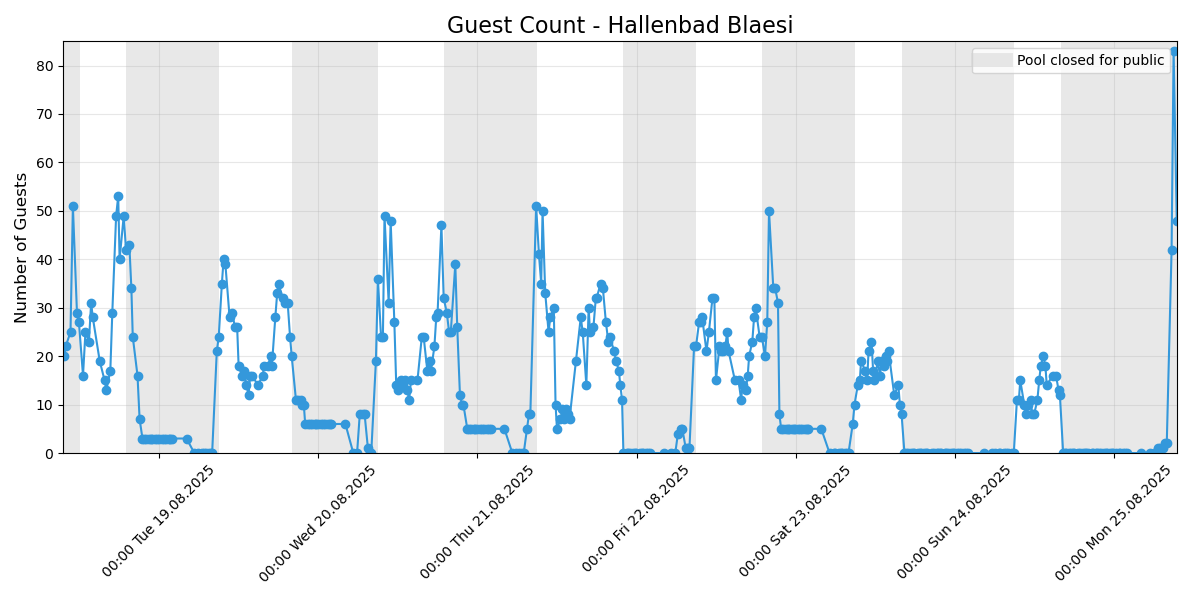 Guest Count - Hallenbad Blaesi
Pool closed for public
Number of Guests
80
70
60
50
40
30
20
10
0
00:00 Tue 19.08.2025
00:00 Wed 20.08.2025
00:00 Thu 21.08.2025
00:00 Fri 22.08.2025
00:00 Sat 23.08.2025
00:00 Sun 24.08.2025
00:00 Mon 25.08.2025